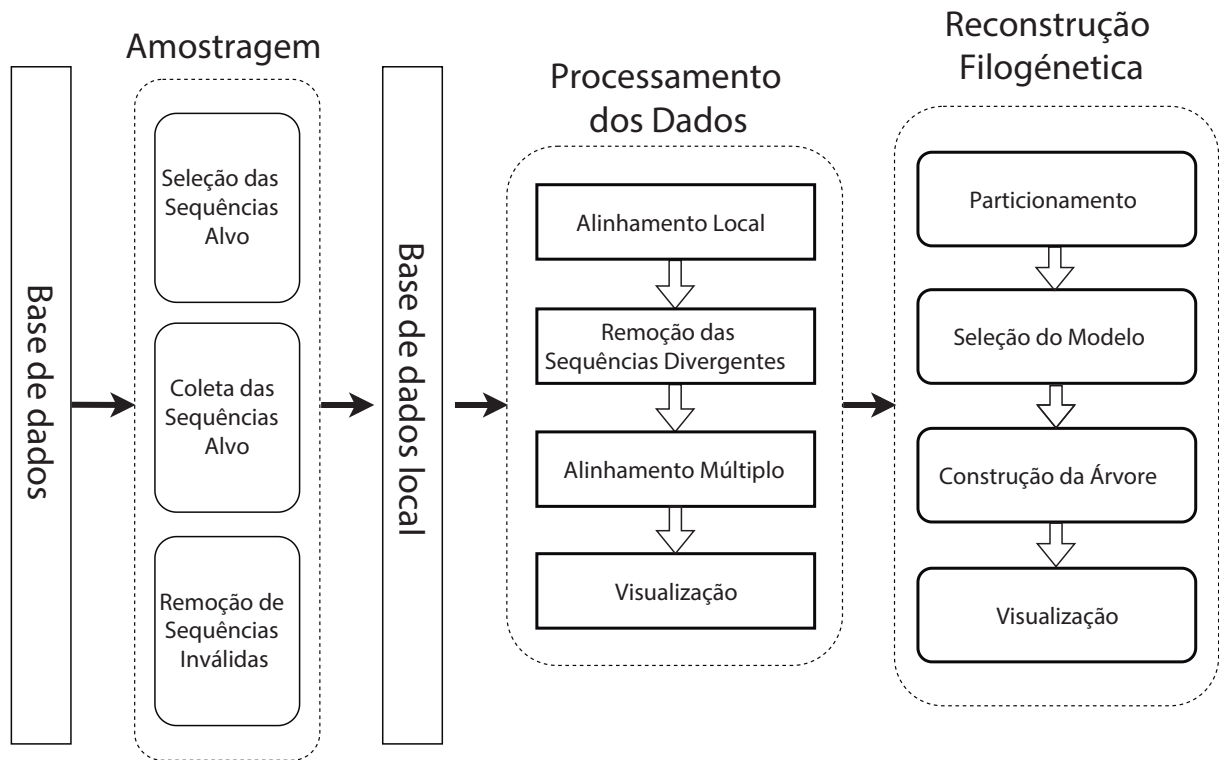 Base de dados
Amostragem
Seleção das
Sequências
Alvo
Coleta das
Sequências
Alvo
Remoção de
Sequências
Inválidas
Base de dados local
Processamento
dos Dados
Alinhamento Local
Remoção das
Sequências Divergentes
Alinhamento Múltiplo
Visualização
Reconstrução
Filogénetica
Particionamento
Seleção do Modelo
Construção da Árvore
Visualização